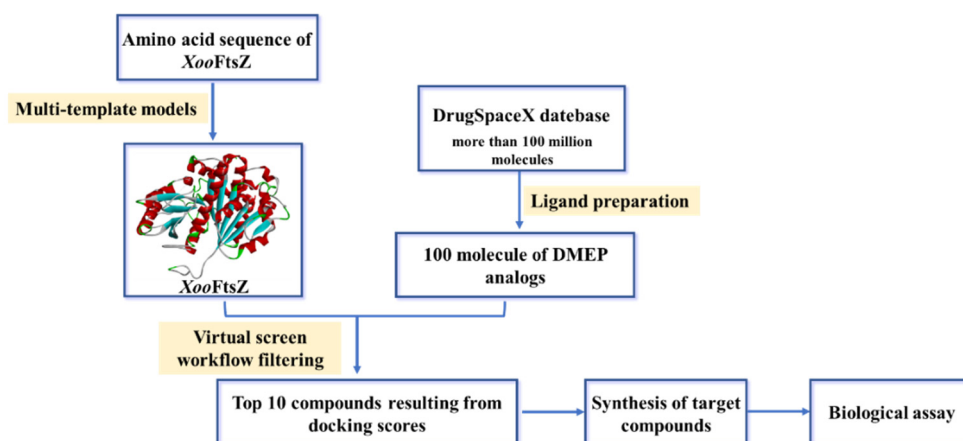 Amino acid sequence of
XooFtsZ
Multi-template models
DrugSpaceX datebase
more than 100 million
molecules
Ligand preparation
100 molecule of DMEP
analogs
XooFtsZ
Virtual screen
workflow filtering
Top 10 compounds resulting from
docking scores
Synthesis of target
compounds
Biological assay